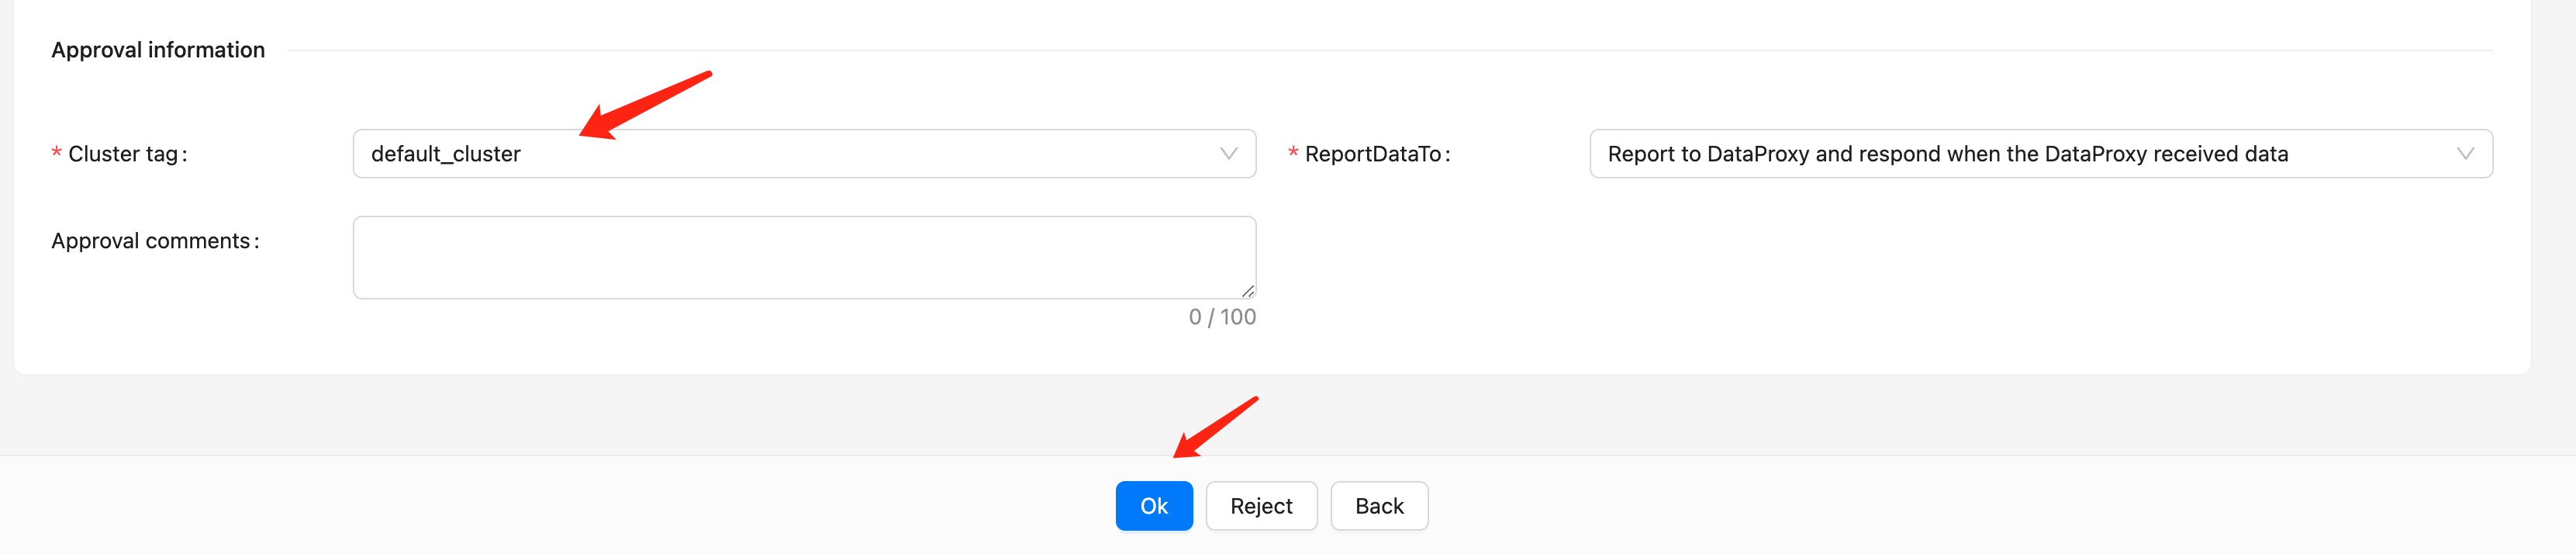 Approval information
* Cluster tag: default_cluster * ReportDataTo: Report to DataProxy and respond when the DataProxy received data
Approval comments:
0 / 100
Ok Reject Back